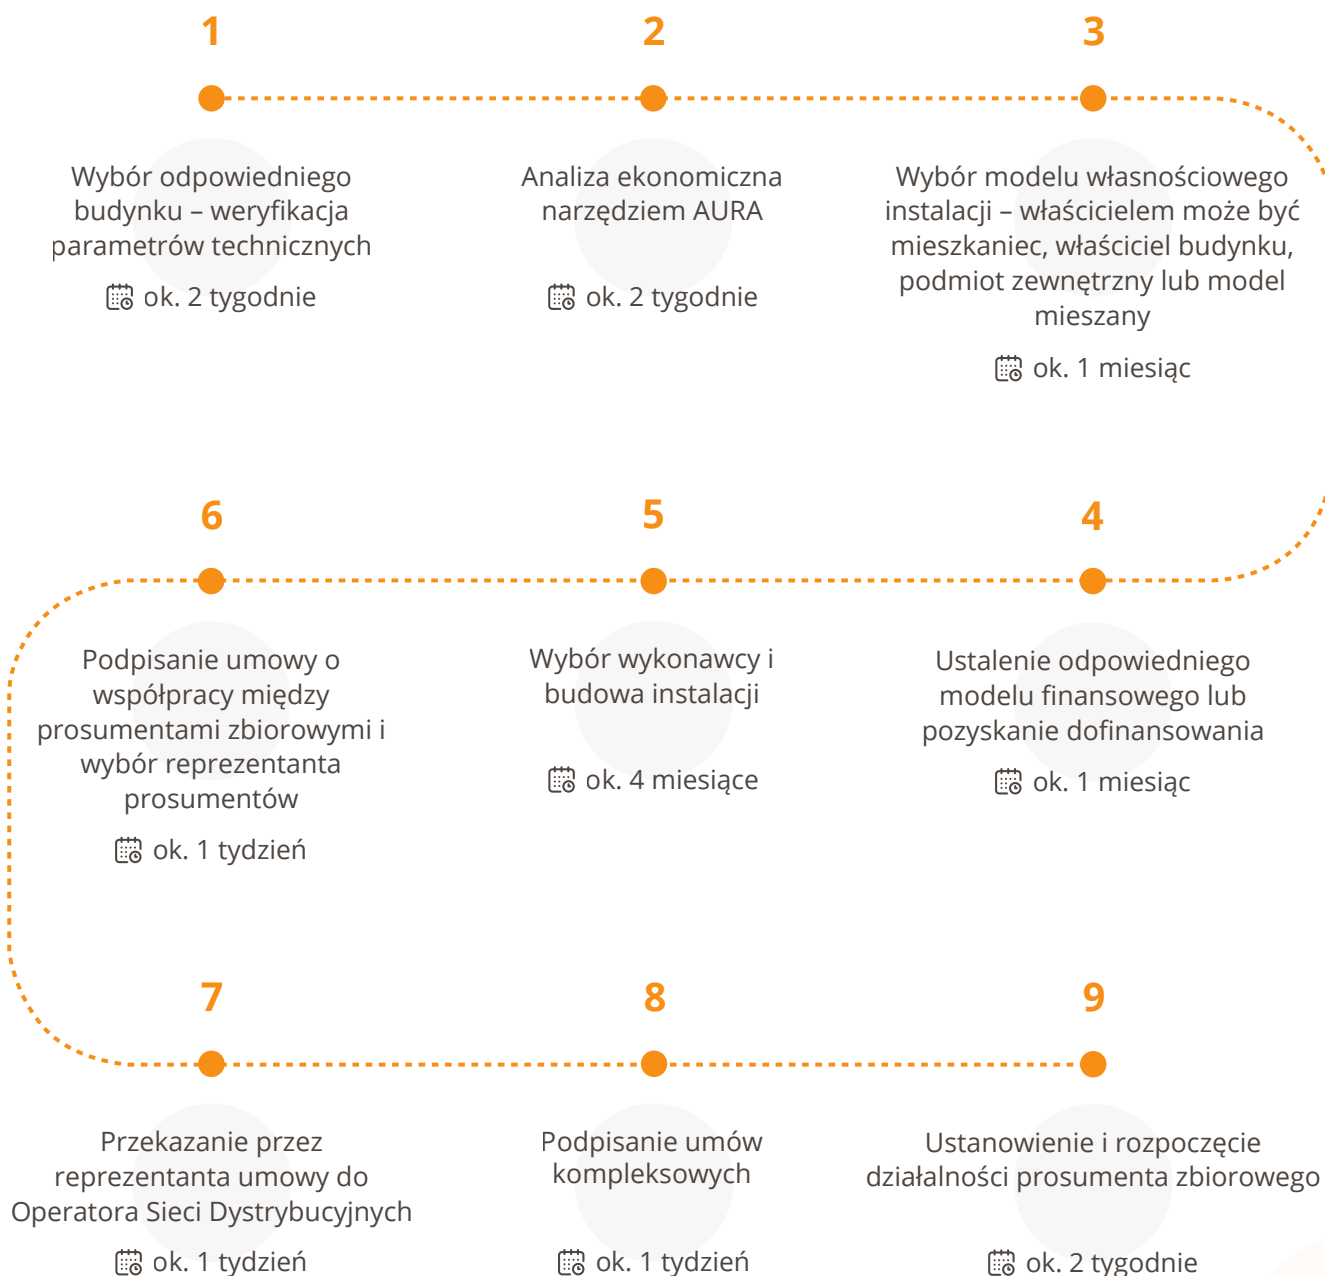 1
Wybór odpowiedniego
budynku – weryfikacja
parametrów technicznych
ok. 2 tygodnie
2
Analiza ekonomiczna
narzędziem AURA
ok. 2 tygodnie
3
Wybór modelu własnościowego
instalacji – właścicielem może być
mieszkaniec, właściciel budynku,
podmiot zewnętrzny lub model
mieszany
ok. 1 miesiąc
4
Ustalenie odpowiedniego
modelu finansowego lub
pozyskanie dofinansowania
ok. 1 miesiąc
5
Wybór wykonawcy i
budowa instalacji
ok. 4 miesiące
6
Podpisanie umowy o
współpracy między
prosumentami zbiorowymi i
wybór reprezentanta
prosumentów
ok. 1 tydzień
7
Przekazanie przez
reprezentanta umowy do
Operatora Sieci Dystrybucyjnych
ok. 1 tydzień
8
Podpisanie umów
kompleksowych
ok. 1 tydzień
9
Ustanowienie i rozpoczęcie
działalności prosumenta zbiorowego
ok. 2 tygodnie